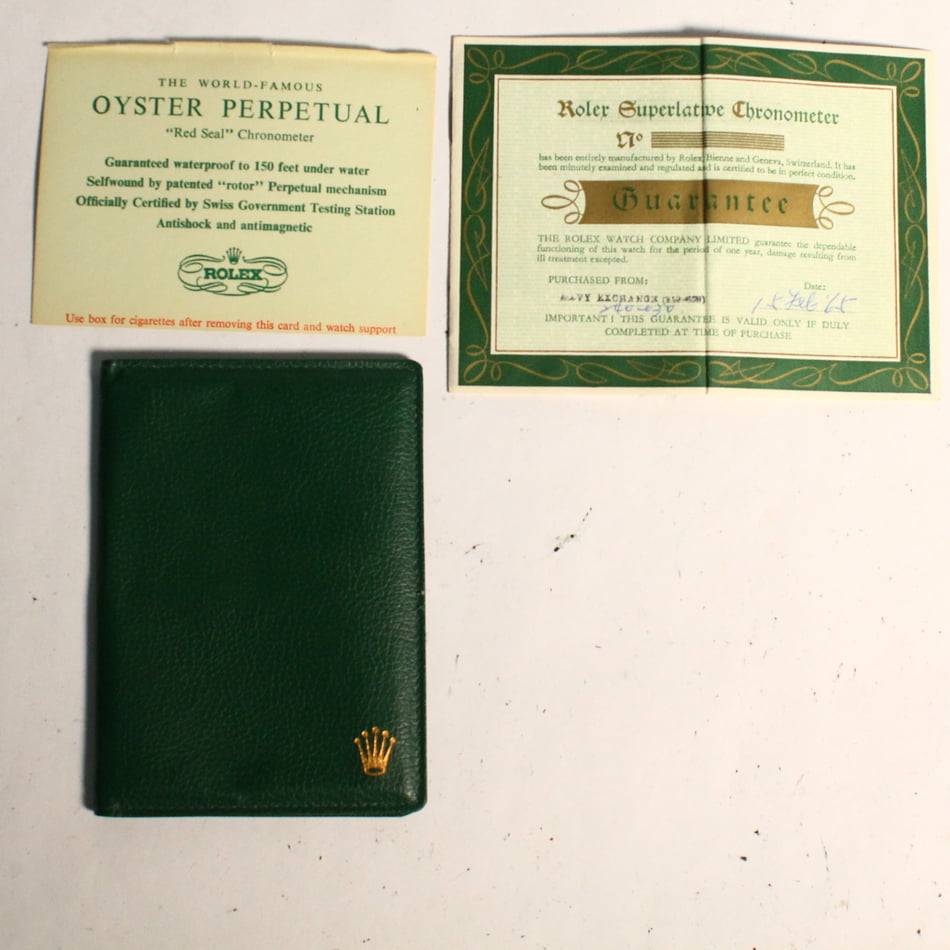 THE WORLD-FAMOUS
OYSTER PERPETUAL
"Red Seal" Chronometer
Guaranteed waterproof to 150 feet under water
Selfwound by patented "rotor" Perpetual mechanism
Officially Certified by Swiss Government Testing Station
Antishock and antimagnetic
ROLEX
Use box for cigarettes after removing this card and watch support
Rolex Superlative Chronometer
No
has been entirely manufactured by Rolex, Bienne and Geneva, Switzerland. It has
been minutely examined and regulated and is certified to be in perfect condition.
Guarantee
THE ROLEX WATCH COMPANY LIMITED guarantee the dependable
functioning of this watch for the period of one year, damage resulting from
ill treatment excepted.
PURCHASED FROM:
Date:
NAVY EXCHANGE
15 Feb 65
IMPORTANT! THIS GUARANTEE IS VALID ONLY IF DULY
COMPLETED AT TIME OF PURCHASE